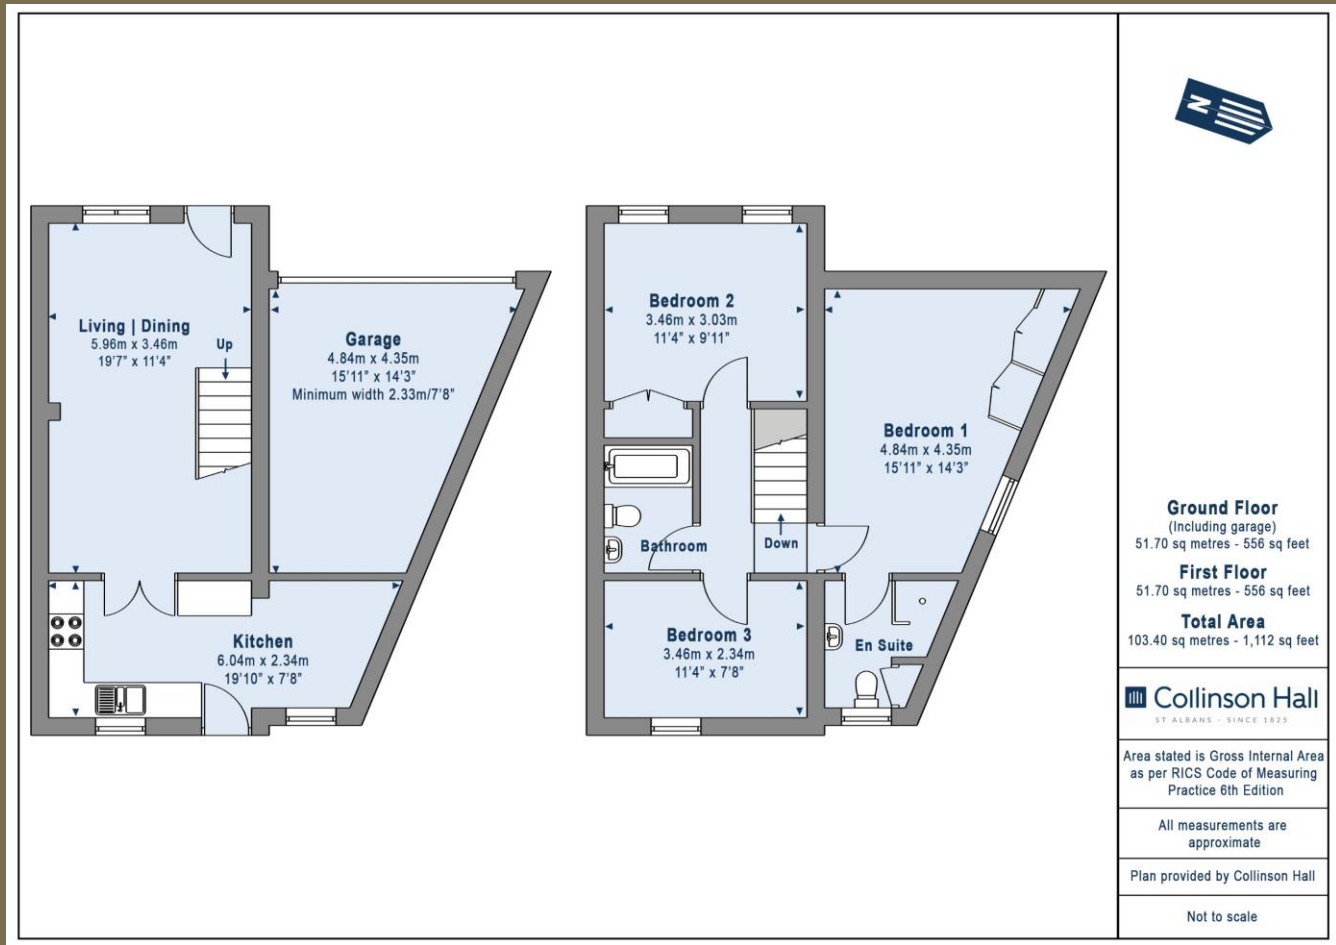 N
Living | Dining
5.96m x 3.46m
19'7" x 11'4"
Up
Garage
4.84m x 4.35m
15'11" x 14'3"
Minimum width 2.33m/7'8"
Kitchen
6.04m x 2.34m
19'10" x 7'8"
Bedroom 2
3.46m x 3.03m
11'4" x 9'11"
Bedroom 1
4.84m x 4.35m
15'11" x 14'3"
Bathroom
Down
Bedroom 3
3.46m x 2.34m
11'4" x 7'8"
En Suite
Ground Floor
(Including garage)
51.70 sq metres - 556 sq feet
First Floor
51.70 sq metres - 556 sq feet
Total Area
103.40 sq metres - 1,112 sq feet
Collinson Hall
ST ALBANS - SINCE 1825
Area stated is Gross Internal Area
as per RICS Code of Measuring
Practice 6th Edition
All measurements are
approximate
Plan provided by Collinson Hall
Not to scale